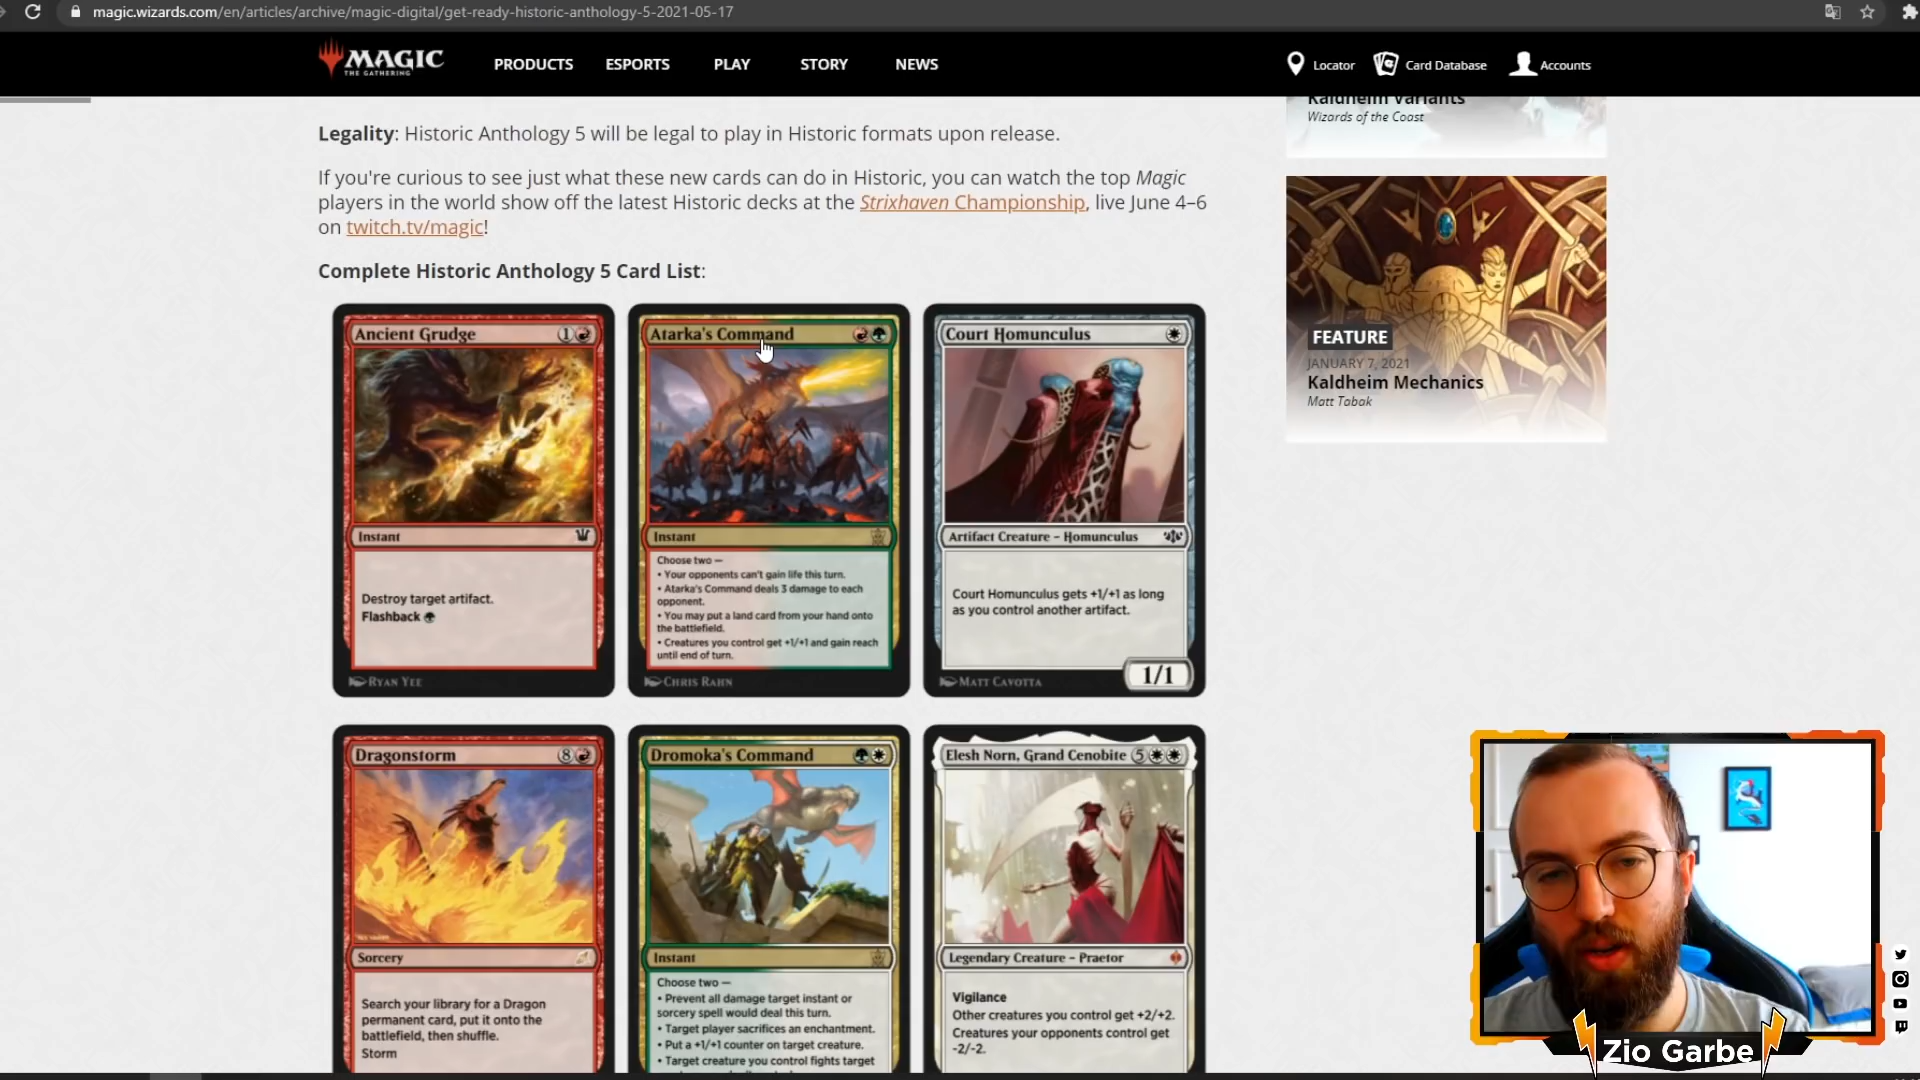 magic.wizards.com/en/articles/archive/magic-digital/get-ready-historic-anthology-5-2021-05-17
MAGIC
THE GATHERING
PRODUCTS
ESPORTS
PLAY
STORY
NEWS
Locator
Card Database
Accounts
Legality: Historic Anthology 5 will be legal to play in Historic formats upon release.
If you're curious to see just what these new cards can do in Historic, you can watch the top Magic
players in the world show off the latest Historic decks at the Strixhaven Championship, live June 4–6
on twitch.tv/magic!
Complete Historic Anthology 5 Card List:
Ancient Grudge 1
Instant
Destroy target artifact.
Flashback
RYAN YEE
Atarka's Command
Instant
Choose two —
• Your opponents can't gain life this turn.
• Atarka's Command deals 3 damage to each
opponent.
• You may put a land card from your hand onto
the battlefield.
• Creatures you control get +1/+1 and gain reach
until end of turn.
CHRIS RAHN
Court Homunculus
Artifact Creature – Homunculus
Court Homunculus gets +1/+1 as long
as you control another artifact.
1/1
MATT CAVOTTA
Dragonstorm 8
Sorcery
Search your library for a Dragon
permanent card, put it onto the
battlefield, then shuffle.
Storm
Dromoka's Command
Instant
Choose two —
• Prevent all damage target instant or
sorcery spell would deal this turn.
• Target player sacrifices an enchantment.
• Put a +1/+1 counter on target creature.
• Target creature you control fights target
Elesh Norn, Grand Cenobite 5
Legendary Creature – Praetor
Vigilance
Other creatures you control get +2/+2.
Creatures your opponents control get
-2/-2.
Kaldheim Variants
Wizards of the Coast
FEATURE
JANUARY 7, 2021
Kaldheim Mechanics
Matt Tabak
Zio Garbe